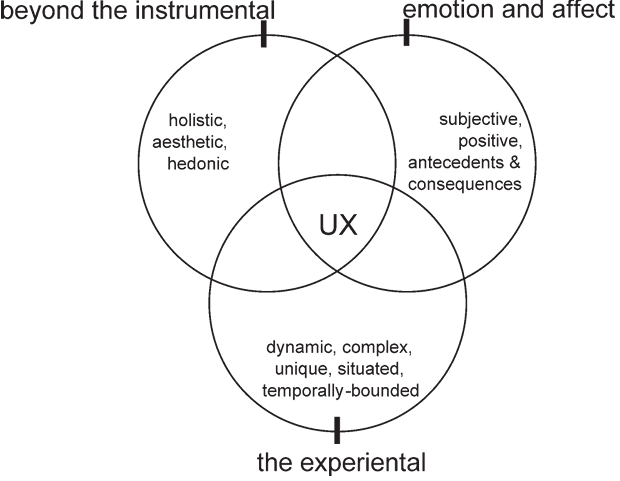 beyond the instrumental
emotion and affect
holistic,
aesthetic,
hedonic
subjective,
positive,
antecedents &
consequences
UX
dynamic, complex,
unique, situated,
temporally-bounded
the experiental